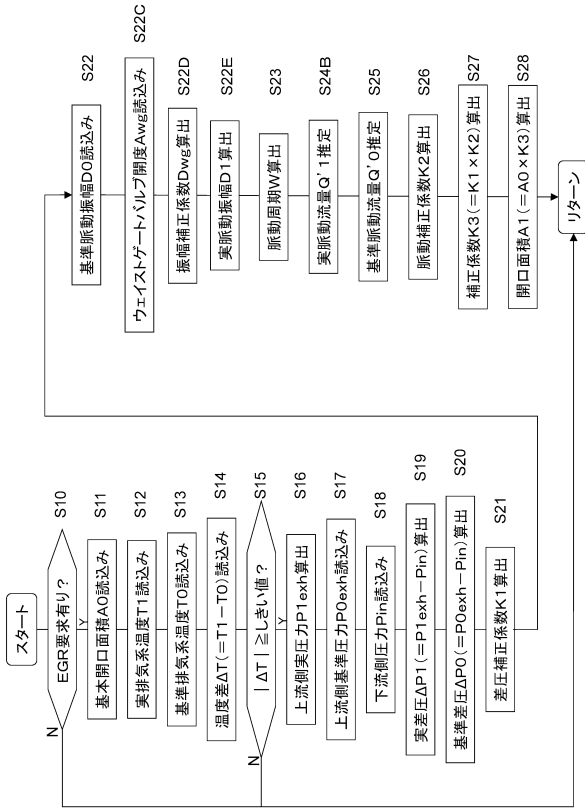 スタート
EGR要求有り？
S10
Y
N
基本開口面積A0読込み
S11
実排気系温度T1読込み
S12
基準排気系温度T0読込み
S13
温度差ΔT(=T1－T0)読込み
S14
｜ΔT｜≧しきい値？
S15
Y
N
上流側実圧力P1exh算出
S16
上流側基準圧力P0exh読込み
S17
下流側圧力Pin読込み
S18
実差圧ΔP1(=P1exh－Pin)算出
S19
基準差圧ΔP0(=P0exh－Pin)算出
S20
差圧補正係数K1算出
S21
基準脈動振幅D0読込み
S22
ウェイストゲートバルブ開度Awg読込み
S22C
振幅補正係数Dwg算出
S22D
実脈動振幅D1算出
S22E
脈動周期W算出
S23
実脈動流量Q'1推定
S24B
基準脈動流量Q'0推定
S25
脈動補正係数K2算出
S26
補正係数K3(=K1×K2)算出
S27
開口面積A1(=A0×K3)算出
S28
リターン